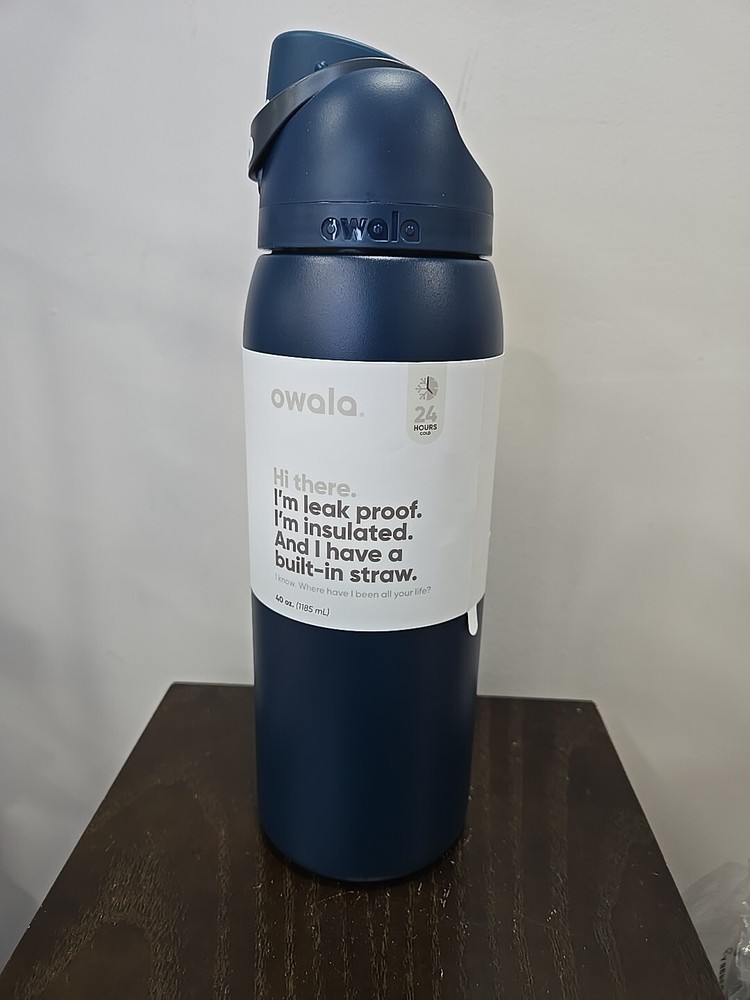 owala
owala®
24
HOURS
COLD
Hi there.
I'm leak proof.
I'm insulated.
And I have a
built-in straw.
I know. Where have I been all your life?
40 oz. (1185 mL)